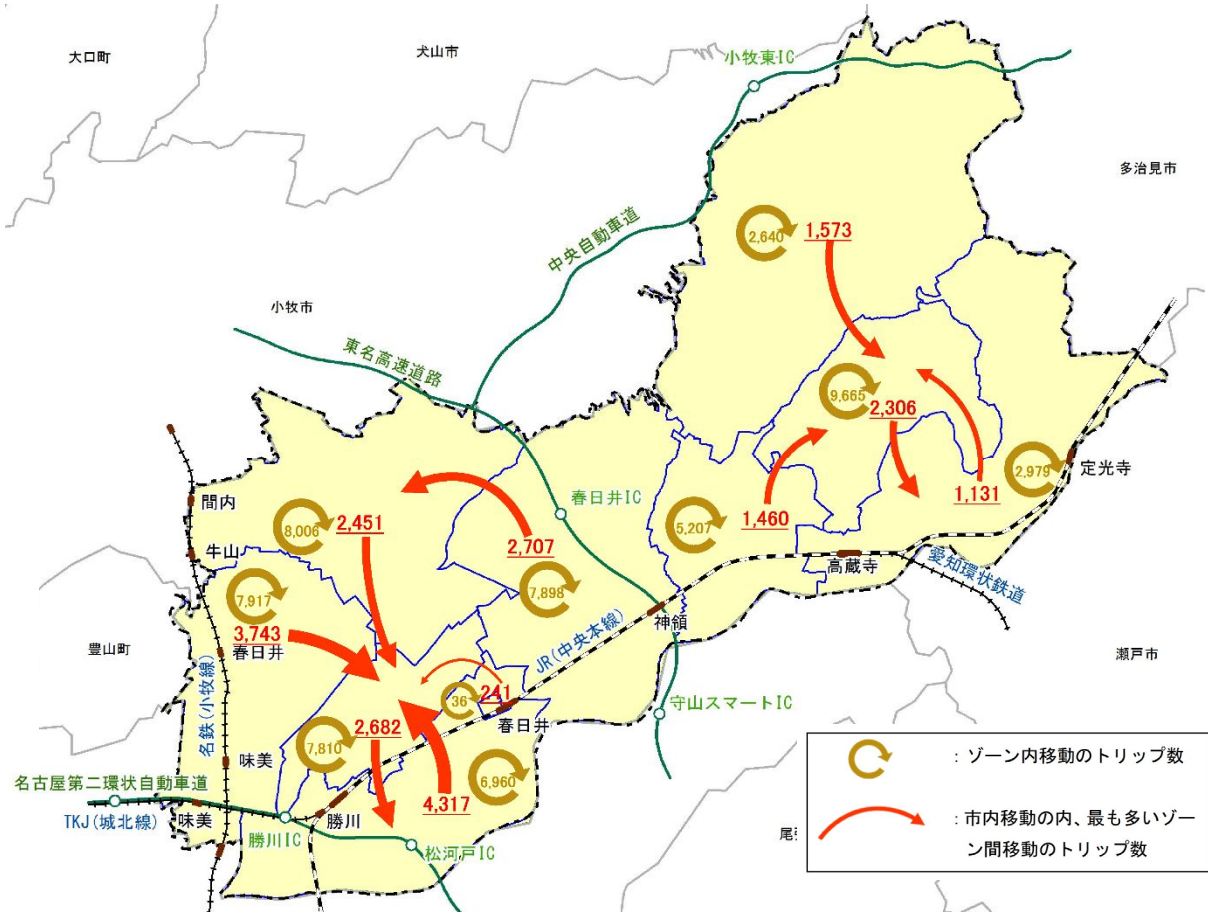 大口町
犬山市
小牧東IC
多治見市
中央自動車道
2,640
1,573
小牧市
東名高速道路
9,665
2,306
定光寺
2,979
1,131
間内
春日井IC
5,207
1,460
8,006
2,451
牛山
2,707
高蔵寺
愛知環状鉄道
7,917
7,898
3,743
春日井
神領
JR(中央本線)
豊山町
瀬戸市
名鉄(小牧線)
36
241
守山スマートIC
春日井
2,682
7,810
味美
6,960
名古屋第二環状自動車道
4,317
TKJ(城北線)
味美
勝川
勝川IC
松河戸IC
尾
:ゾーン内移動のトリップ数
:市内移動の内、最も多いゾー
ン間移動のトリップ数